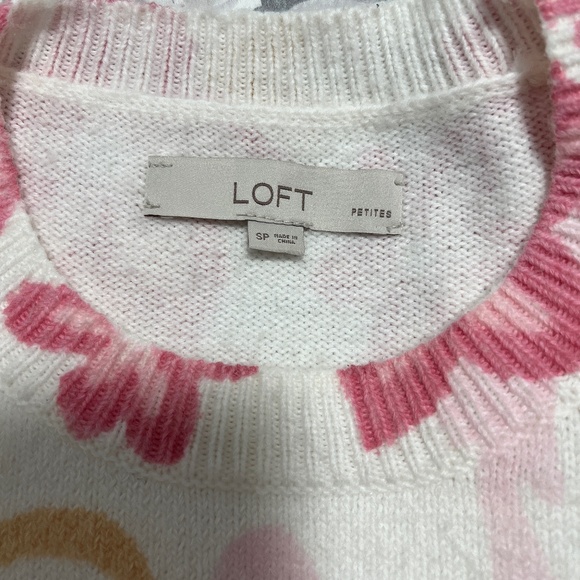 LOFT
PETITES
SP MADE IN
CHINA